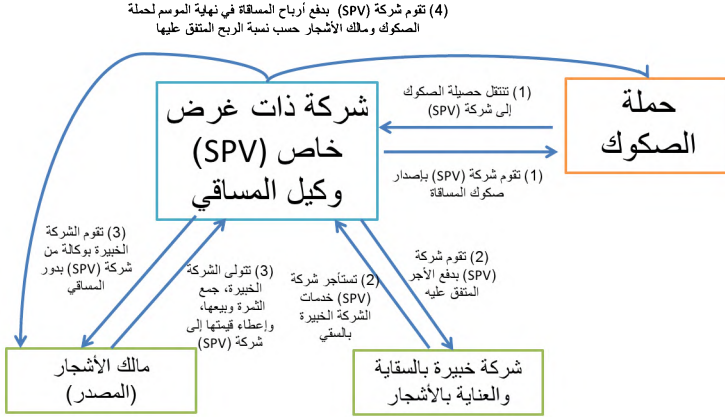 (4) تقوم شركة (SPV) بدفع أرباح المساقاة في نهاية الموسم لحملة
الصكوك ومالك الأشجار حسب نسبة الربح المتفق عليها
حملة
الصكوك
(1) تنتقل حصيلة الصكوك
إلى شركة (SPV)
(1) تقوم شركة (SPV) بإصدار
صكوك المساقاة
شركة ذات غرض
خاص (SPV)
وكيل المساقي
(2) تقوم شركة
(SPV) بدفع الأجر
المتفق عليه
(2) تستأجر شركة
(SPV) خدمات
الشركة الخبيرة
بالسقي
(3) تتولى الشركة
الخبيرة، جمع
الثمرة وبيعها،
وإعطاء قيمتها إلى
شركة (SPV)
(3) تقوم الشركة
الخبيرة بوكالة من
شركة (SPV) بدور
المساقي
شركة خبيرة بالسقاية
والعناية بالأشجار
مالك الأشجار
(المصدر)